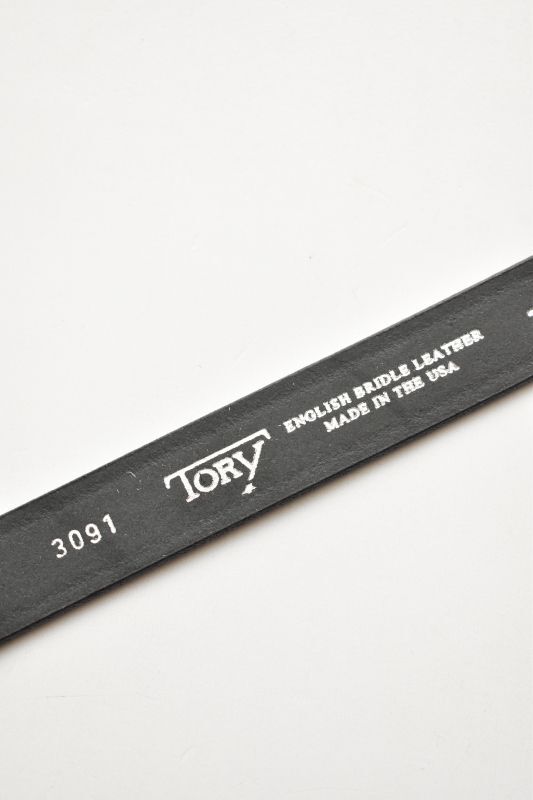 3091
TORY
ENGLISH BRIDLE LEATHER
MADE IN THE USA